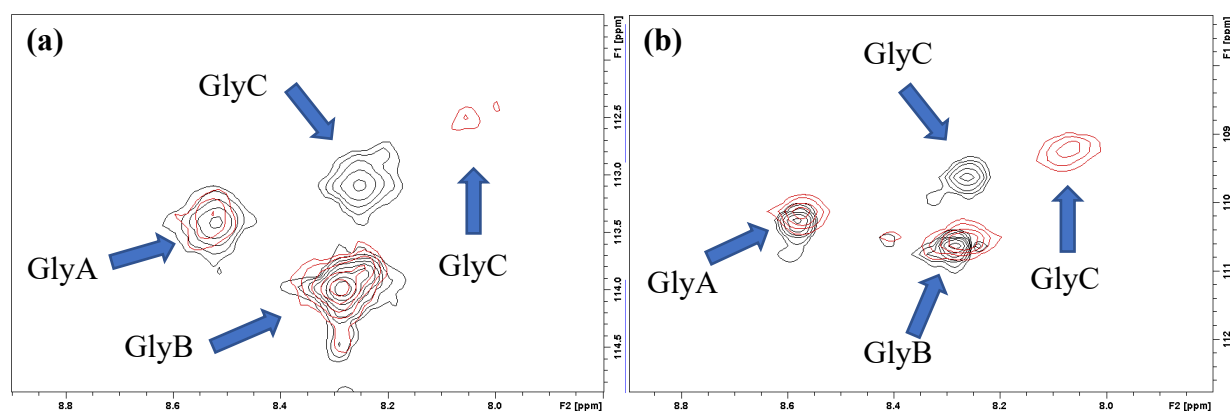 (a)
GlyC
GlyA
GlyB
GlyC
112.5
113.0
113.5
114.0
114.5
F1 [ppm]
8.8
8.6
8.4
8.2
8.0
F2 [ppm]
(b)
GlyC
GlyA
GlyB
GlyC
109
110
111
112
F1 [ppm]
8.8
8.6
8.4
8.2
8.0
F2 [ppm]